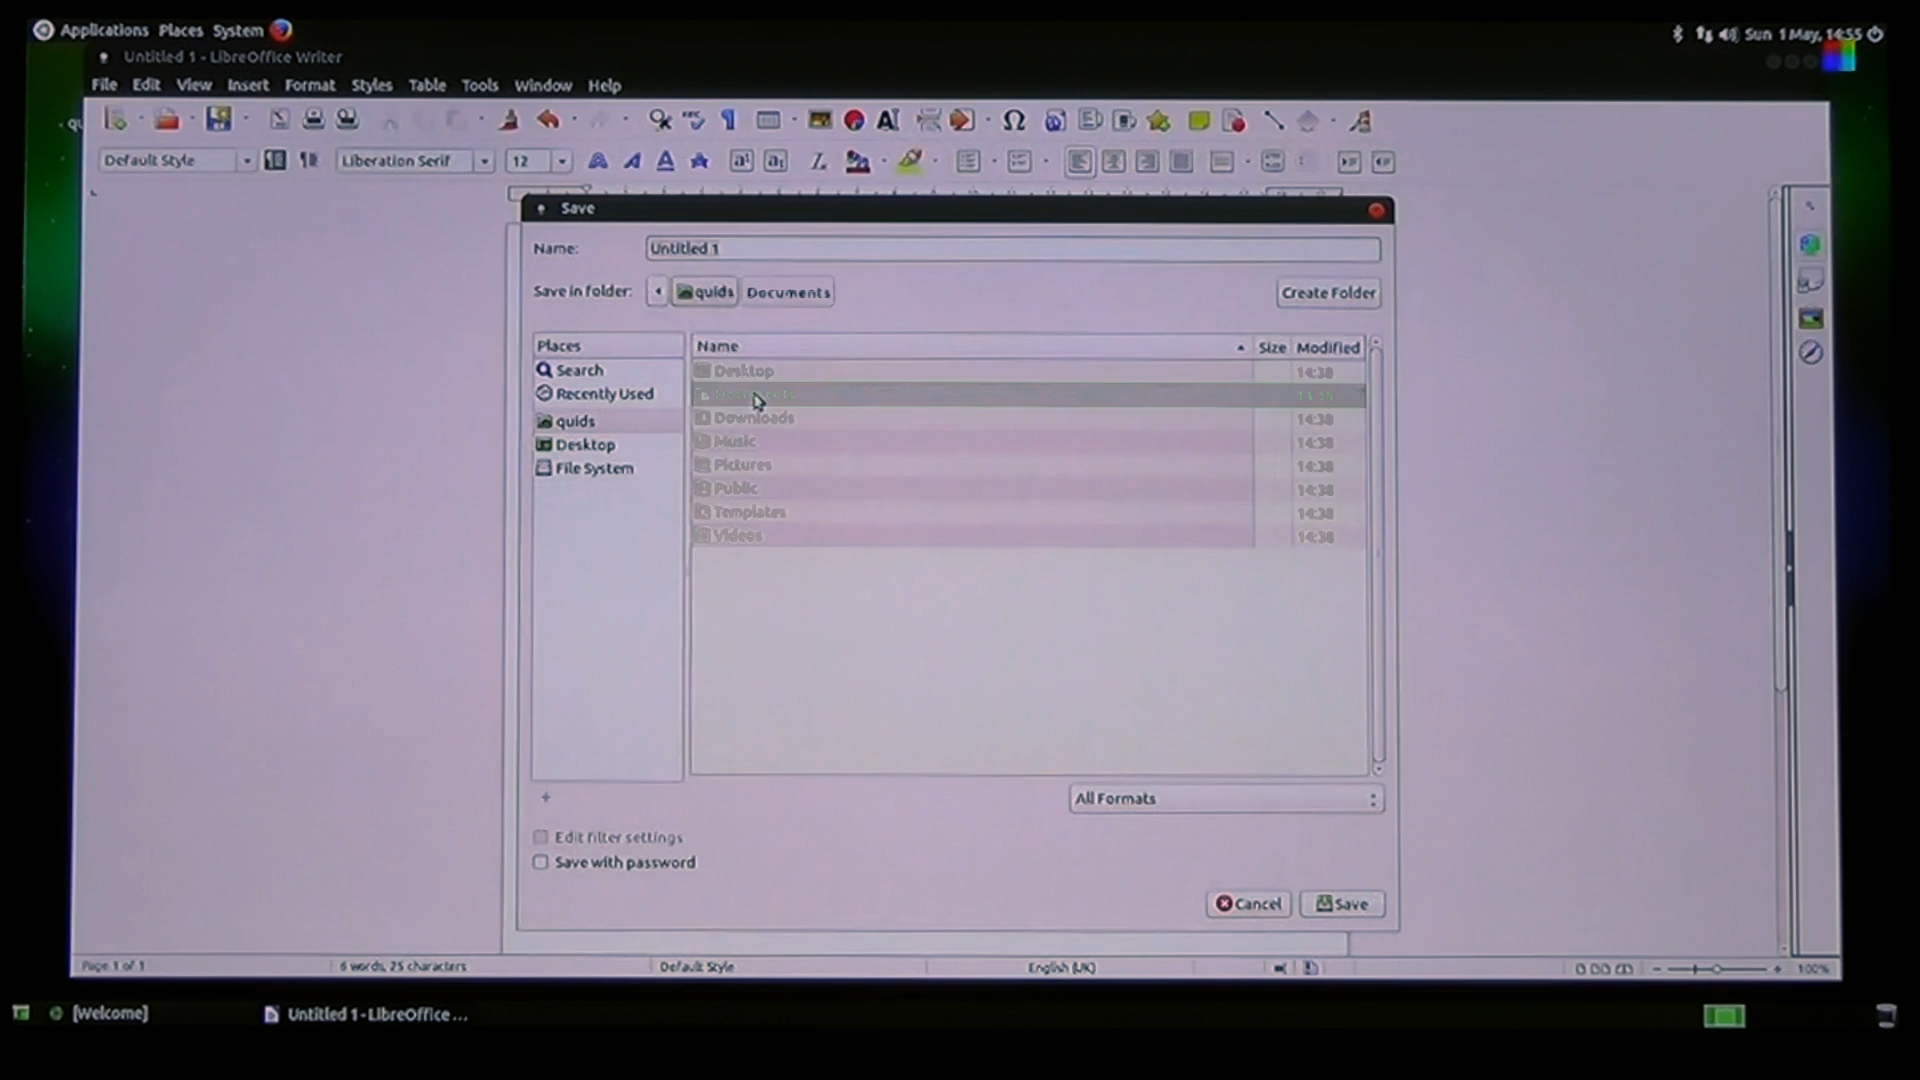 Applications Places System
Sun 1 May, 14:55
Untitled 1 - LibreOffice Writer
File Edit View Insert Format Styles Table Tools Window Help
Default Style
Liberation Serif
12
Save
Name:
Untitled 1
Save in folder:
quids
Documents
Create Folder
Places
Name
Size
Modified
Search
Recently Used
quids
Desktop
File System
Desktop 14:38
Downloads 14:38
Music 14:38
Pictures 14:38
Public 14:38
Templates 14:38
Videos 14:38
All Formats
Edit filter settings
Save with password
Cancel
Save
Page 1 of 1
6 words, 25 characters
Default Style
English (UK)
100%
[Welcome]
Untitled 1 - LibreOffice ...